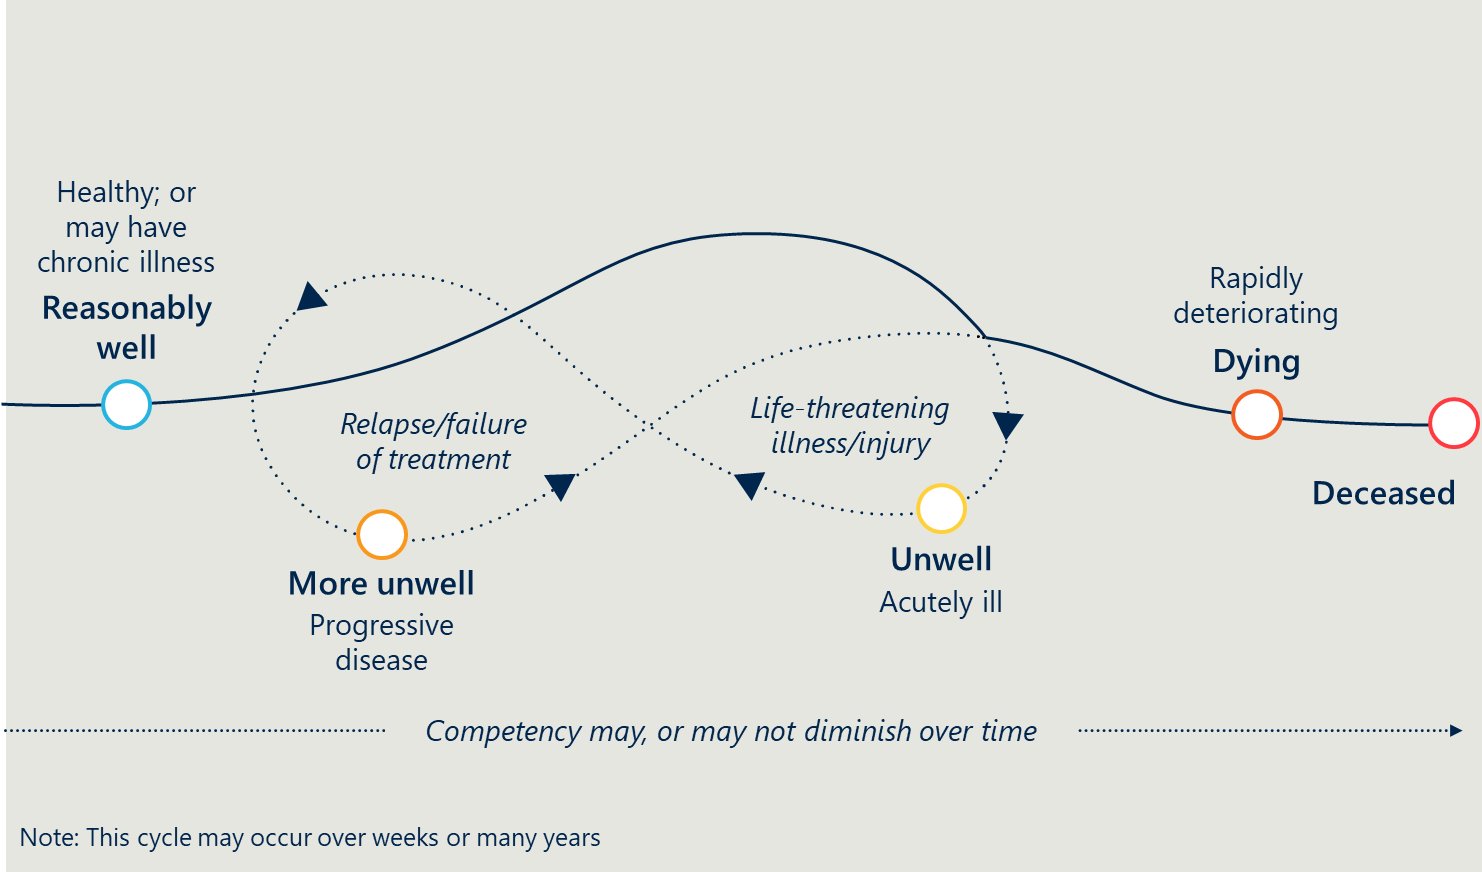 Healthy; or
may have
chronic illness
Reasonably
well
Relapse/failure
of treatment
More unwell
Progressive
disease
Life-threatening
illness/injury
Unwell
Acutely ill
Rapidly
deteriorating
Dying
Deceased
Competency may, or may not diminish over time
Note: This cycle may occur over weeks or many years